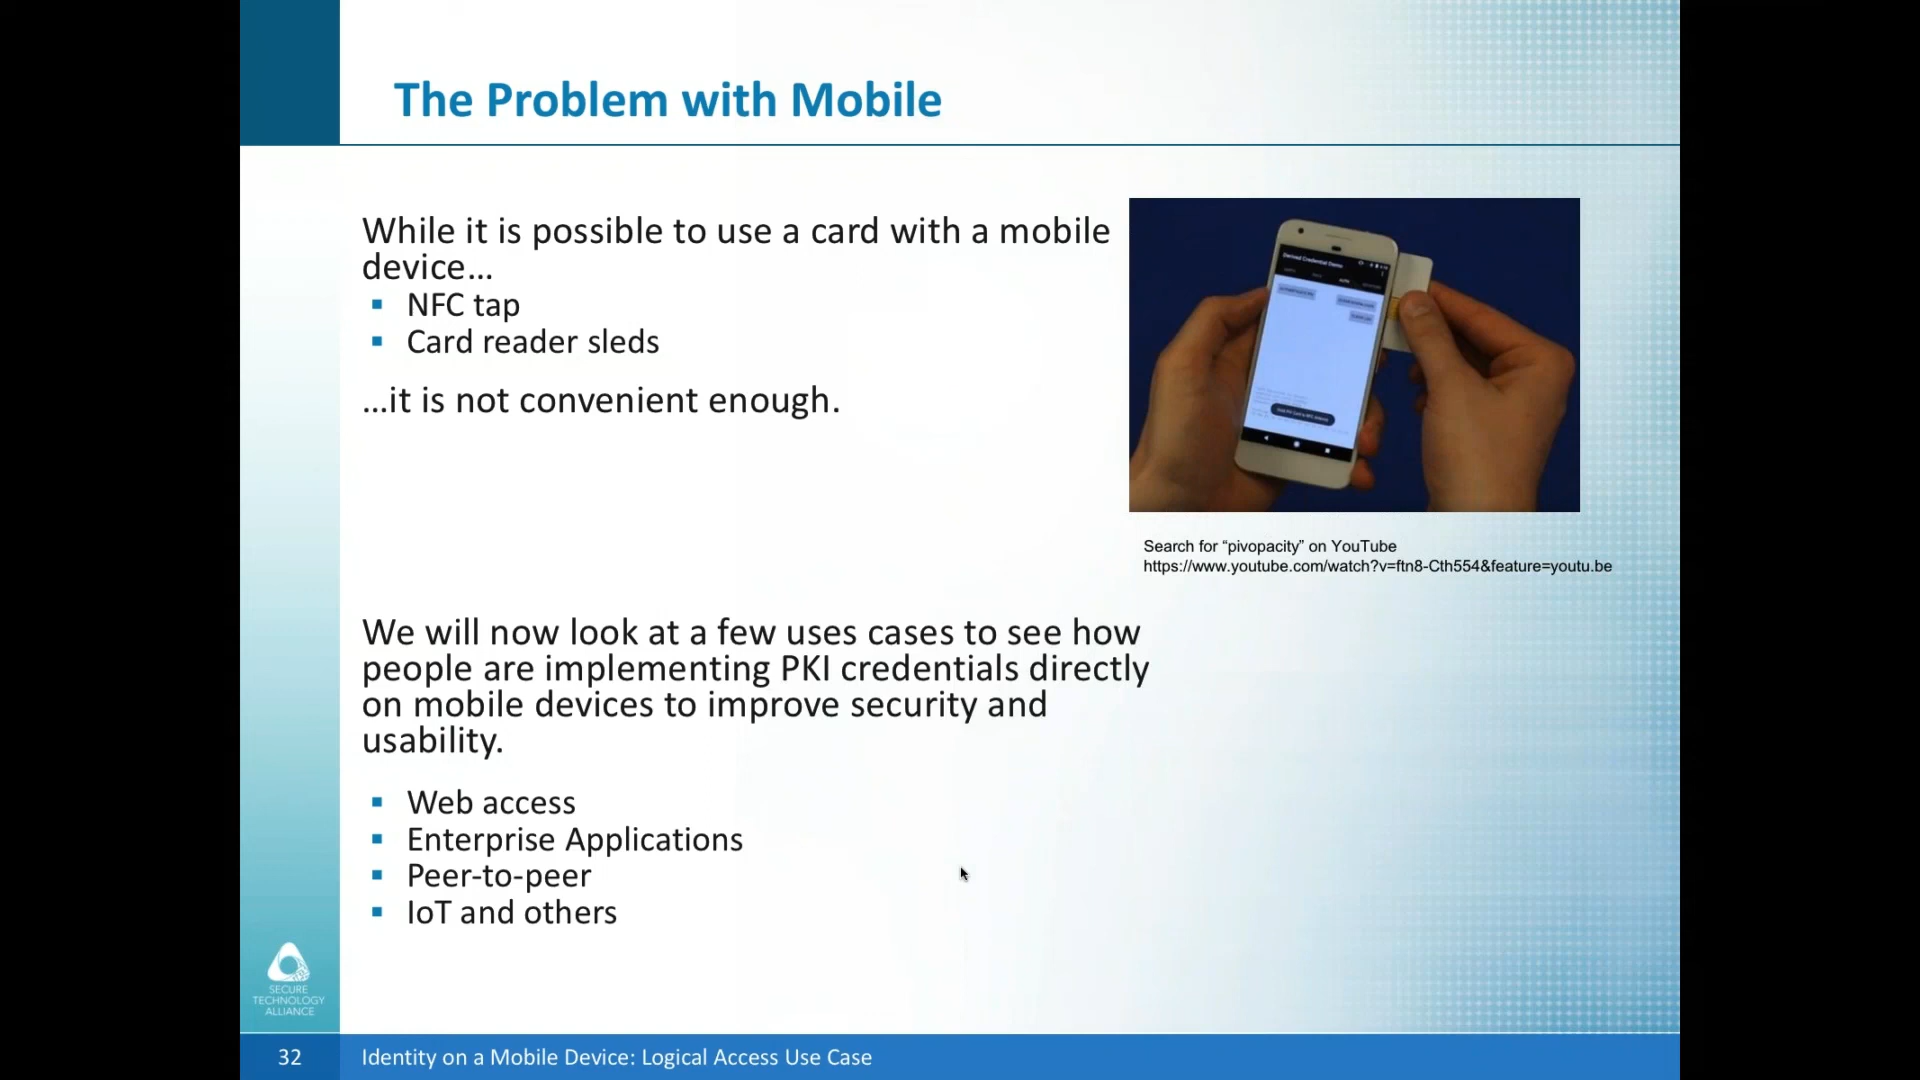 The Problem with Mobile
While it is possible to use a card with a mobile
device…
▪ NFC tap
▪ Card reader sleds
…it is not convenient enough.
Derived Credential Demo
Search for “pivopacity” on YouTube
https://www.youtube.com/watch?v=ftn8-Cth554&feature=youtu.be
We will now look at a few uses cases to see how
people are implementing PKI credentials directly
on mobile devices to improve security and
usability.
▪ Web access
▪ Enterprise Applications
▪ Peer-to-peer
▪ IoT and others
SECURE
TECHNOLOGY
ALLIANCE
32
Identity on a Mobile Device: Logical Access Use Case